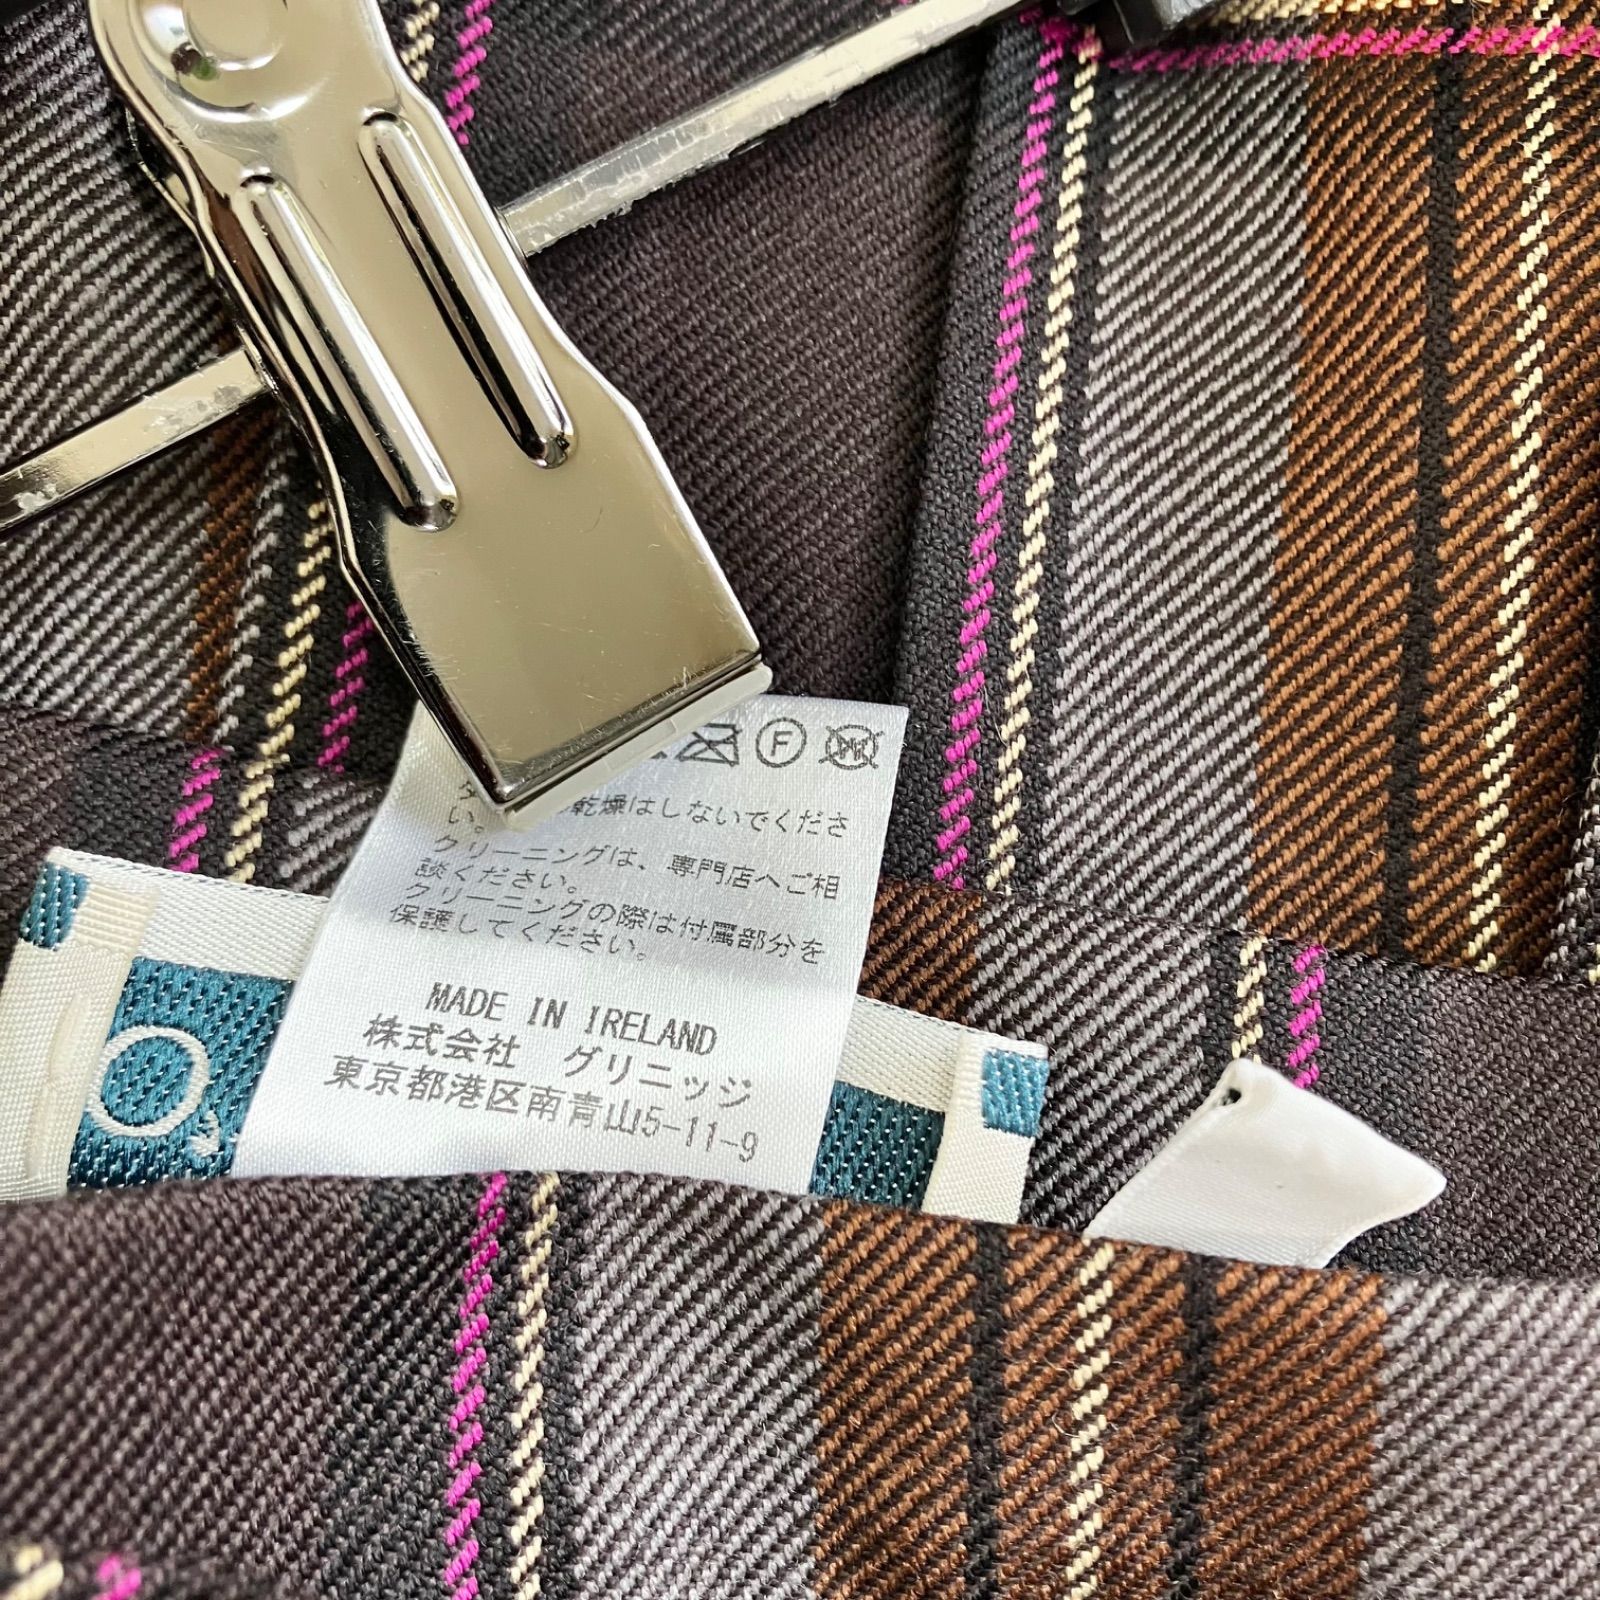 F
タ 乾燥はしないでくださ
い。
クリーニングは、専門店へご相
談ください。
クリーニングの際は付属部分を
保護してください。
MADE IN IRELAND
株式会社 グリニッジ
東京都港区南青山5-11-9
O'